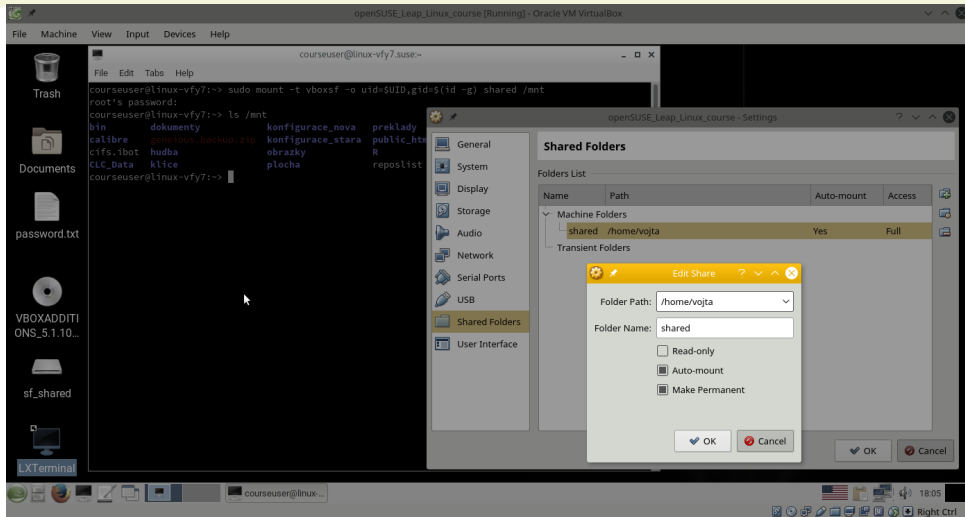 openSUSE_Leap_Linux_course [Running] - Oracle VM VirtualBox
File Machine View Input Devices Help
Trash
Documents
password.txt
VBOXADDITI
ONS_5.1.10...
sf_shared
LXTerminal
courseuser@linux-vfy7.suse:~
File Edit Tabs Help
courseuser@linux-vfy7:~> sudo mount -t vboxsf -o uid=$UID,gid=$(id -g) shared /mnt
root's password:
courseuser@linux-vfy7:~> ls /mnt
bin dokumenty konfigurace_nova preklady
calibre geneious.backup.zip konfigurace_stara public_htm
cifs.ibot hudba obrazky R
CLC_Data klice plocha reposlist
courseuser@linux-vfy7:~>
openSUSE_Leap_Linux_course - Settings
General
System
Display
Storage
Audio
Network
Serial Ports
USB
Shared Folders
User Interface
Shared Folders
Folders List
Name Path Auto-mount Access
Machine Folders
shared /home/vojta Yes Full
Transient Folders
Edit Share
Folder Path: /home/vojta
Folder Name: shared
Read-only
Auto-mount
Make Permanent
OK Cancel
OK Cancel
courseuser@linux-...
18:05
Right Ctrl